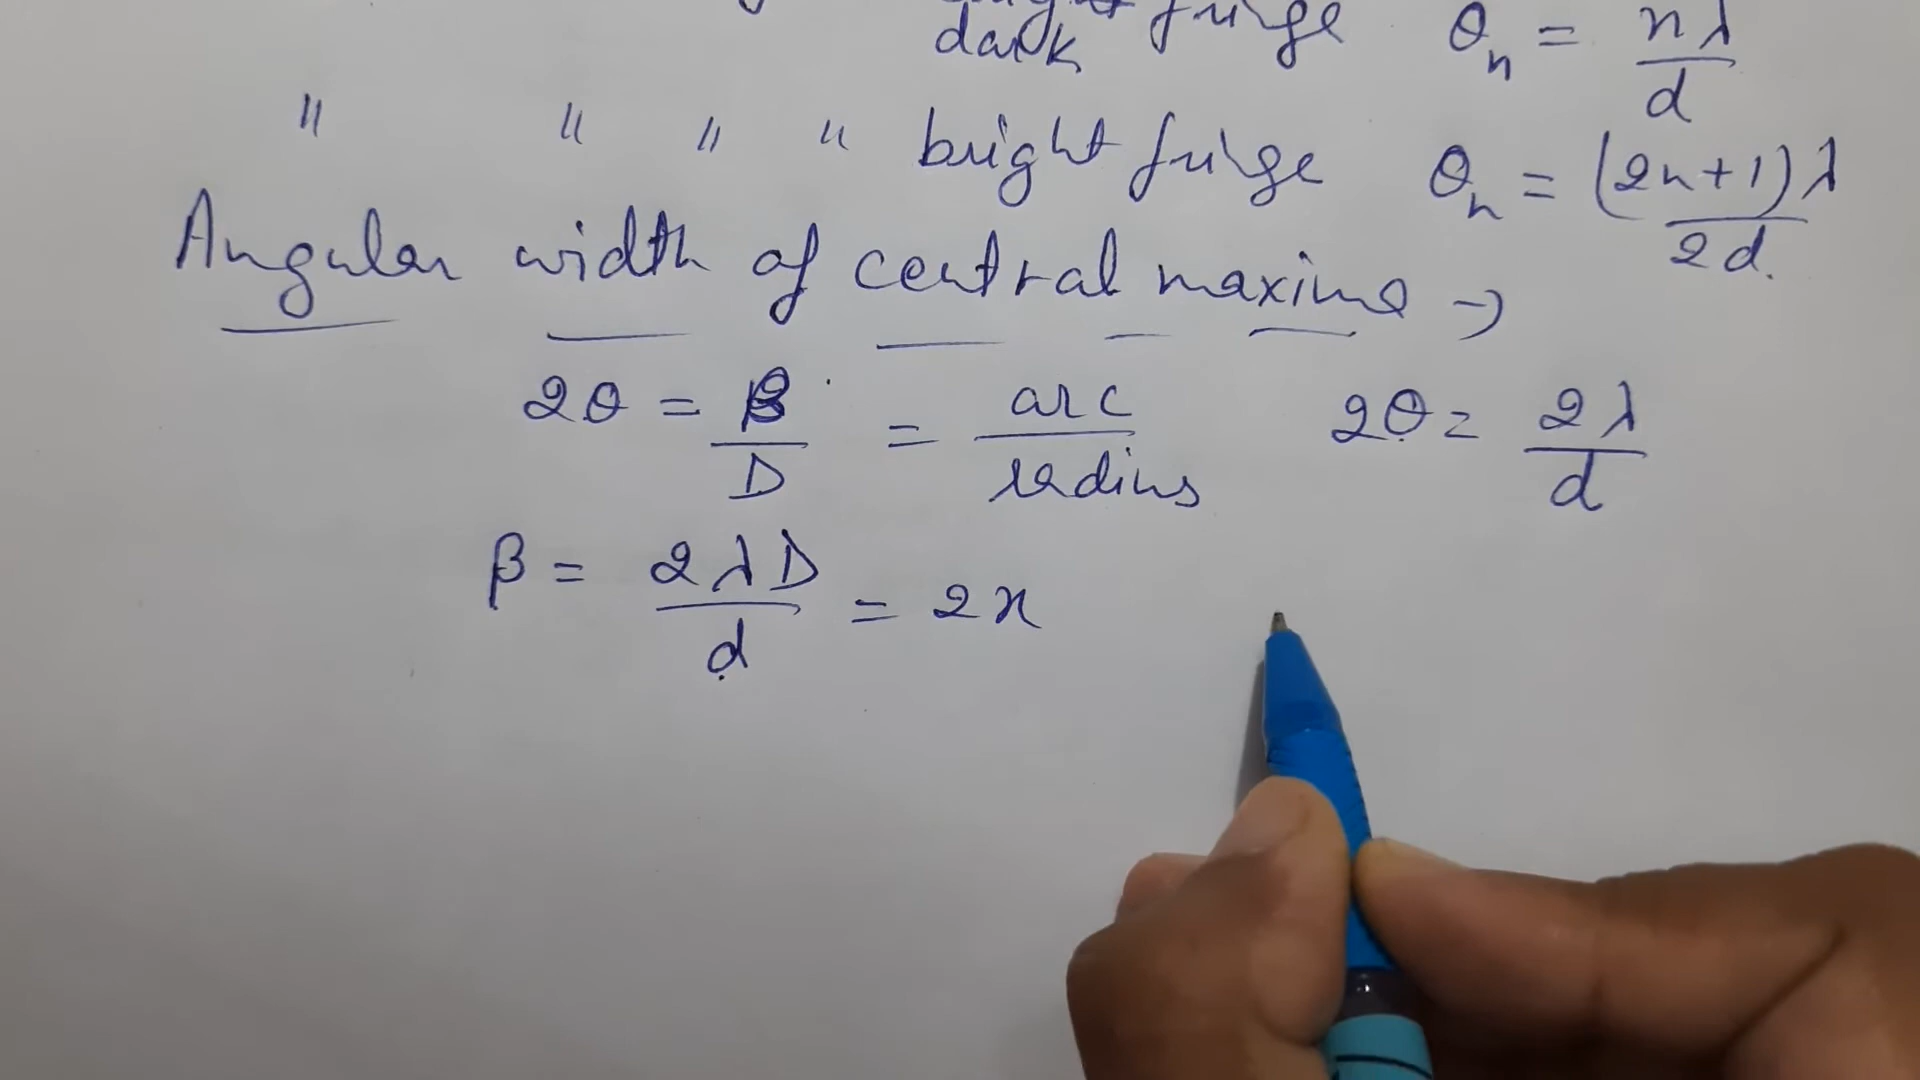 dark fringe θn = nλ/d
" " " " bright fringe θn = (2n+1)λ/2d.
Angular width of central maxima →
2θ = β/D = arc/radius 2θ = 2λ/d
β = 2λD/d = 2x